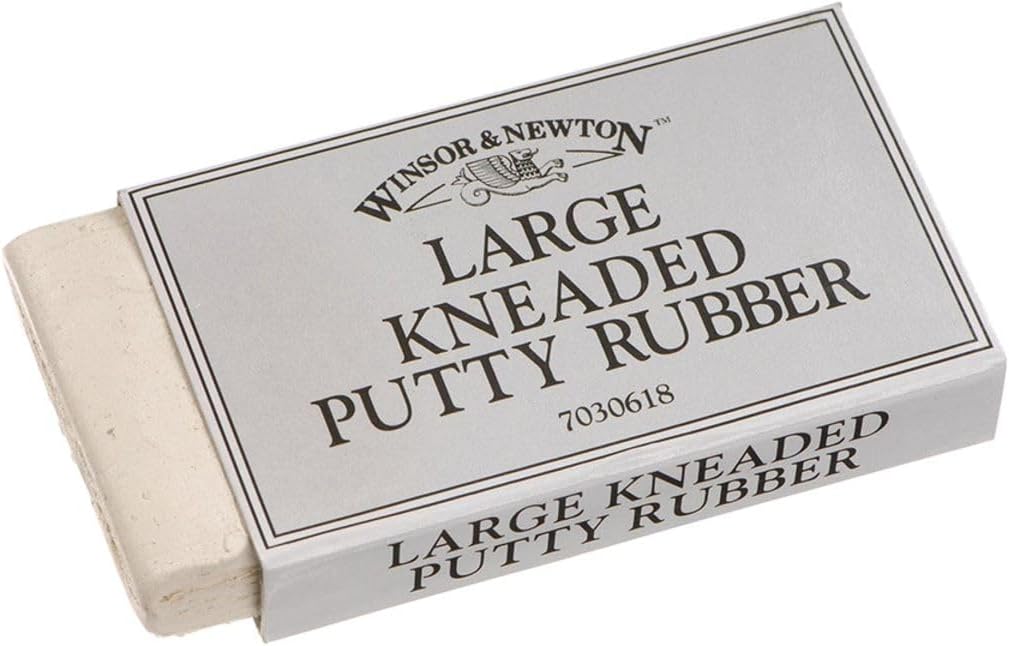 WINSOR & NEWTON™
LARGE
KNEADED
PUTTY RUBBER
7030618
LARGE KNEADED
PUTTY RUBBER